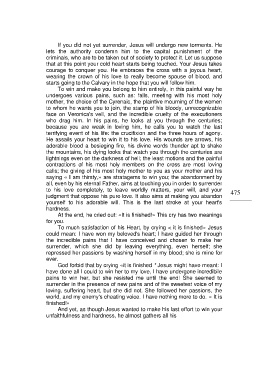 If you did not yet surrender, Jesus will undergo new torments. He
lets the authority condemn him to the capital punishment of the
criminals, who are to be taken out of society to protect it. Let us suppose
that at this point your cold heart starts being touched. Your Jesus takes
courage to conquer you. He embraces the cross with a joyous heart,
wearing the crown of his love to really become spouse of blood, and
starts going to the Calvary in the hope that you will follow him.
To win and make you belong to him entirely, in this painful way he
undergoes various pains, such as: falls, meeting with his most holy
mother, the choice of the Cyrenaic, the plaintive mourning of the women
to whom he wants you to join, the stamp of his bloody, unrecognizable
face on Veronica's veil, and the incredible cruelty of the executioners
who drag him. In his pains, he looks at you through the centuries;
because you are weak in loving him, he calls you to watch the last
terrifying event of his life: the crucifixion and the three hours of agony.
He assails your heart to win it to his love. His wounds are arrows, his
adorable blood a besieging fire, his divine words thunder apt to shake
the mountains, his dying looks that watch you through the centuries are
lightnings even on the darkness of hell; the least motions and the painful
contractions of his most holy members on the cross are most loving
calls; the giving of his most holy mother to you as your mother and his
saying « I am thirsty,» are stratagems to win you; the abandonment by
all, even by his eternal Father, aims at touching you in order to surrender
to his love completely, to leave worldly matters, your will, and your
judgment that oppose his pure love. It also aims at making you abandon
yourself to his adorable will. This is the last stroke at your heart's
hardness.
At the end, he cried out: «It is finished!» This cry has two meanings
for you.
To much satisfaction of his Heart, by crying « it is finished» Jesus
could mean: I have won my beloved's heart; I have guided her through
the incredible pains that I have conceived and chosen to make her
surrender, which she did by leaving everything, even herself; she
repressed her passions by washing herself in my blood; she is mine for
ever.
God forbid that by crying «it is finished " Jesus might have meant: I
have done all I could to win her to my love. I have undergone incredible
pains to win her, but she resisted me until the end! She seemed to
surrender in the presence of new pains and of the sweetest voice of my
loving, suffering heart, but she did not. She followed her passions, the
world, and my enemy's cheating voice. I have nothing more to do. « It is
finished!»
And yet, as though Jesus wanted to make his last effort to win your
unfaithfulness and hardness, he almost gathers all his
475